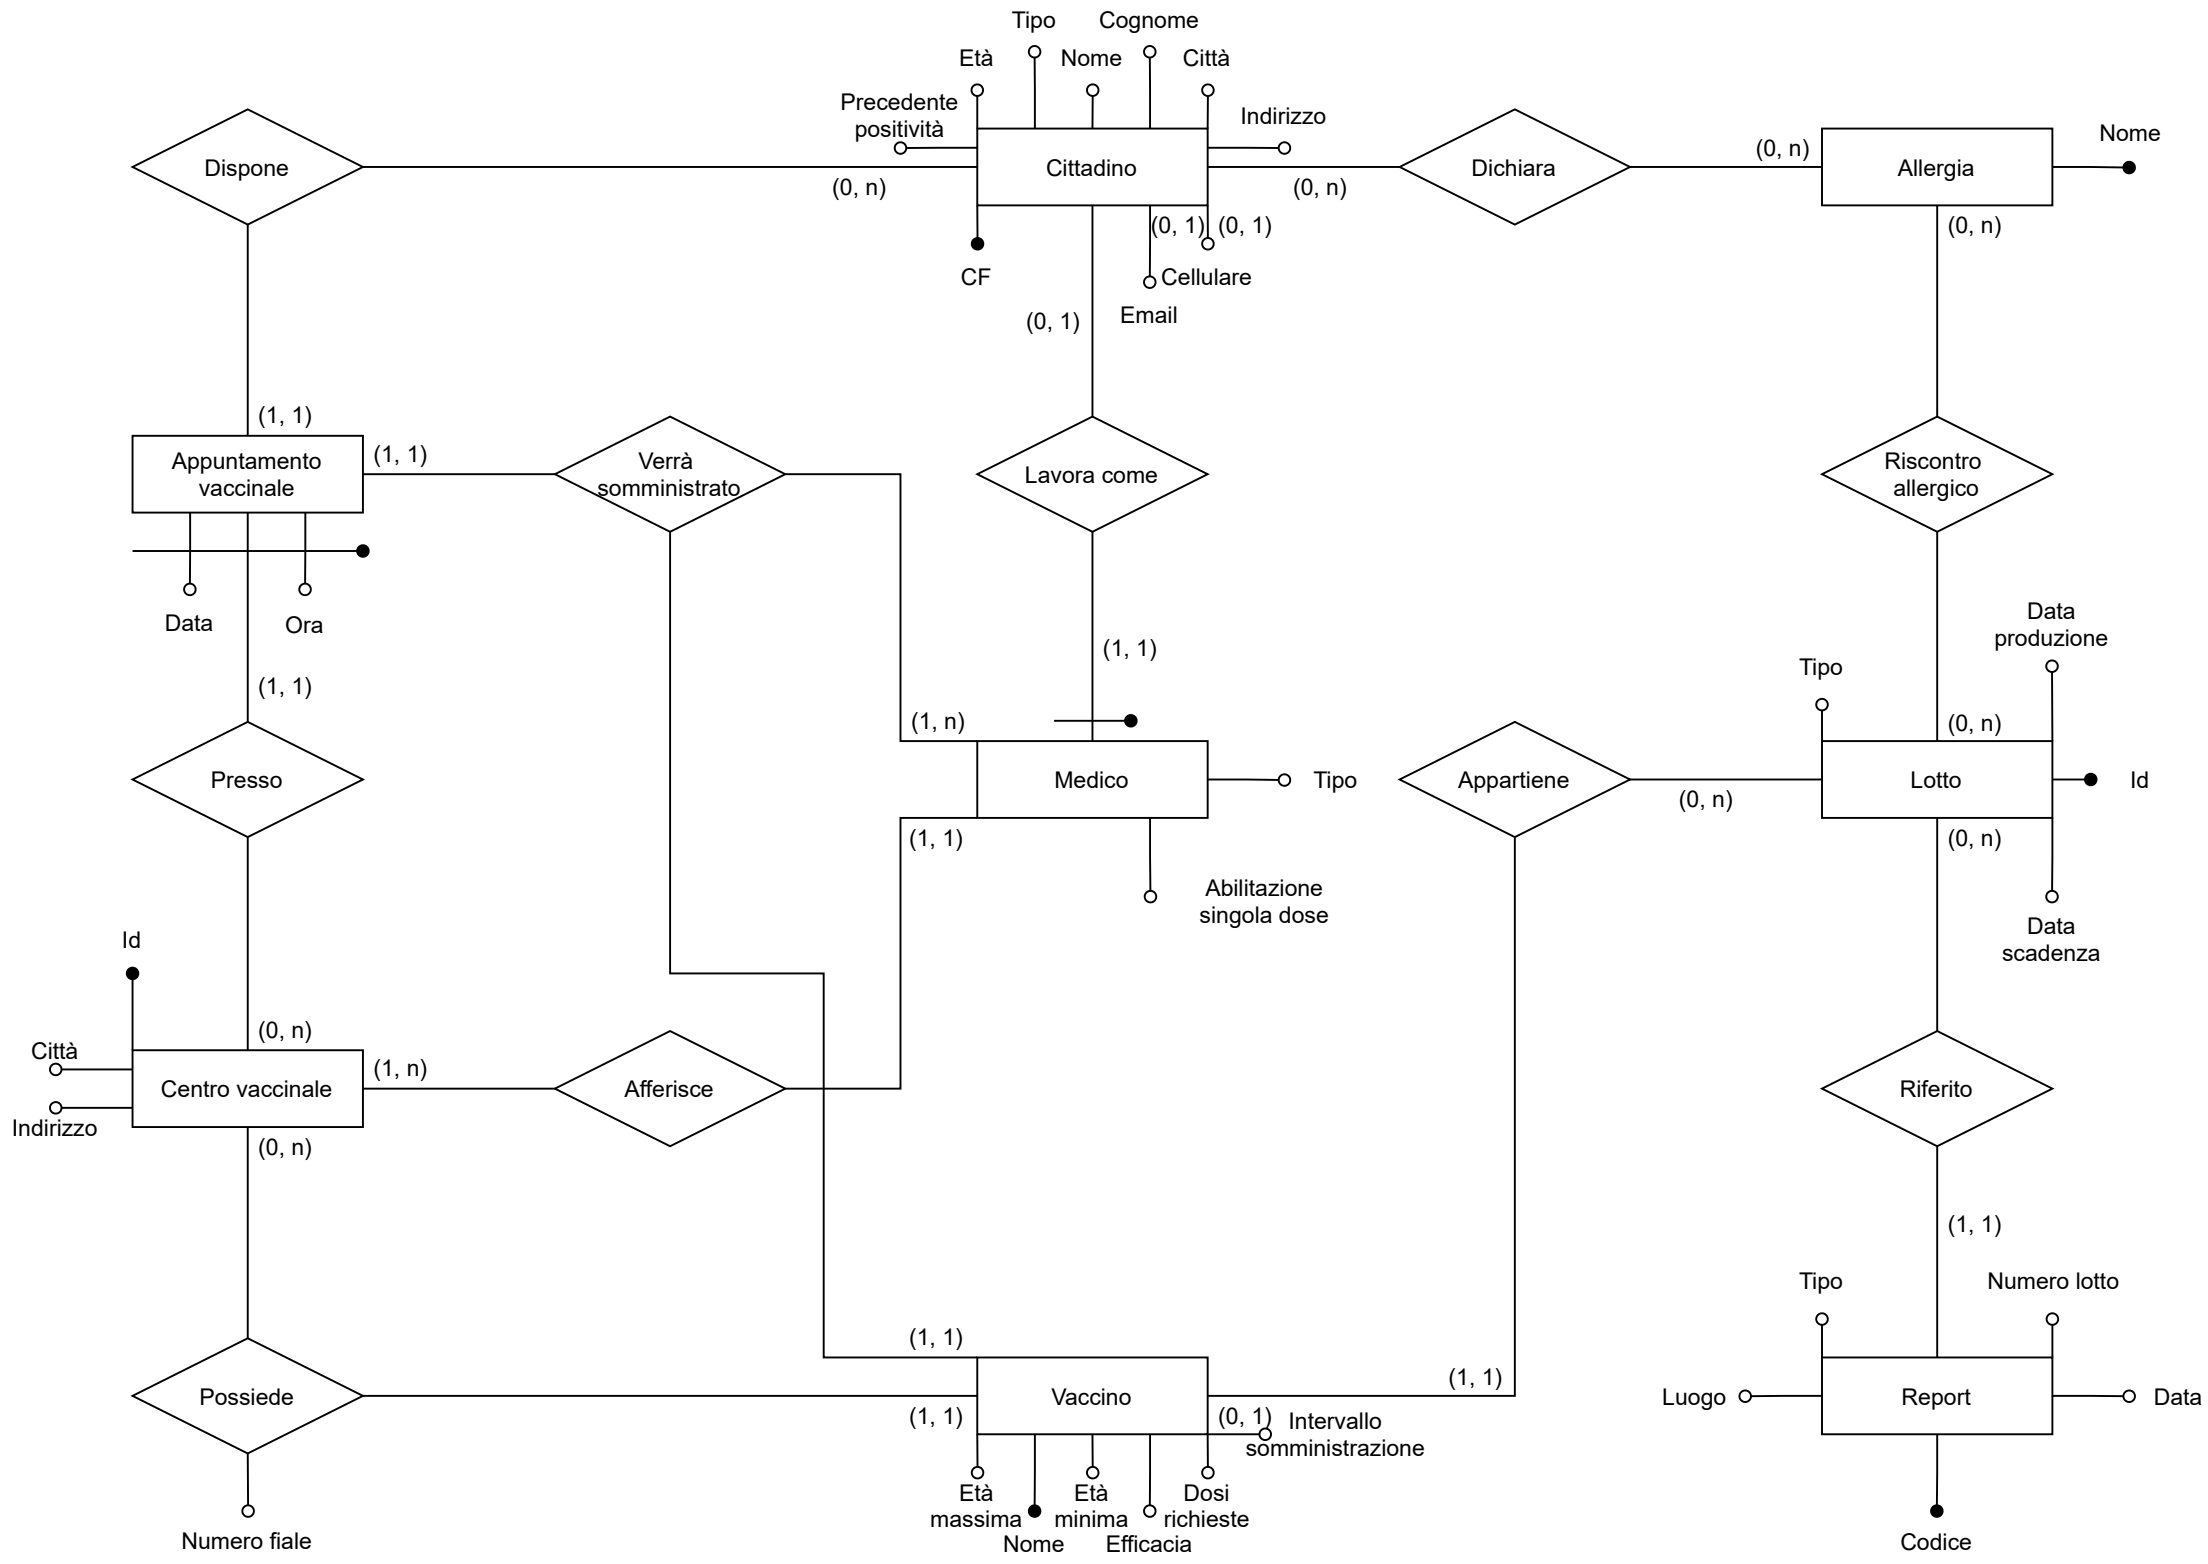 Tipo
Cognome
Età
Nome
Città
Precedente
positività
Indirizzo
Nome
Dispone
Cittadino
Dichiara
Allergia
(0, n)
(0, n)
(0, n)
(0, 1)
(0, 1)
(0, n)
CF
Cellulare
Email
(0, 1)
(1, 1)
Appuntamento
vaccinale
(1, 1)
Verrà
somministrato
Lavora come
Riscontro
allergico
Data
Ora
Data
produzione
(1, 1)
Tipo
(1, 1)
(1, n)
(0, n)
Presso
Medico
Tipo
Appartiene
(0, n)
Lotto
Id
(1, 1)
(0, n)
Abilitazione
singola dose
Data
scadenza
Id
(0, n)
Città
(1, n)
Centro vaccinale
Afferisce
Riferito
Indirizzo
(0, n)
(1, 1)
Tipo
Numero lotto
(1, 1)
(1, 1)
Possiede
Vaccino
Luogo
Report
Data
(1, 1)
(0, 1)
Intervallo
somministrazione
Età
massima
Nome
Età
minima
Efficacia
Dosi
richieste
Numero fiale
Codice